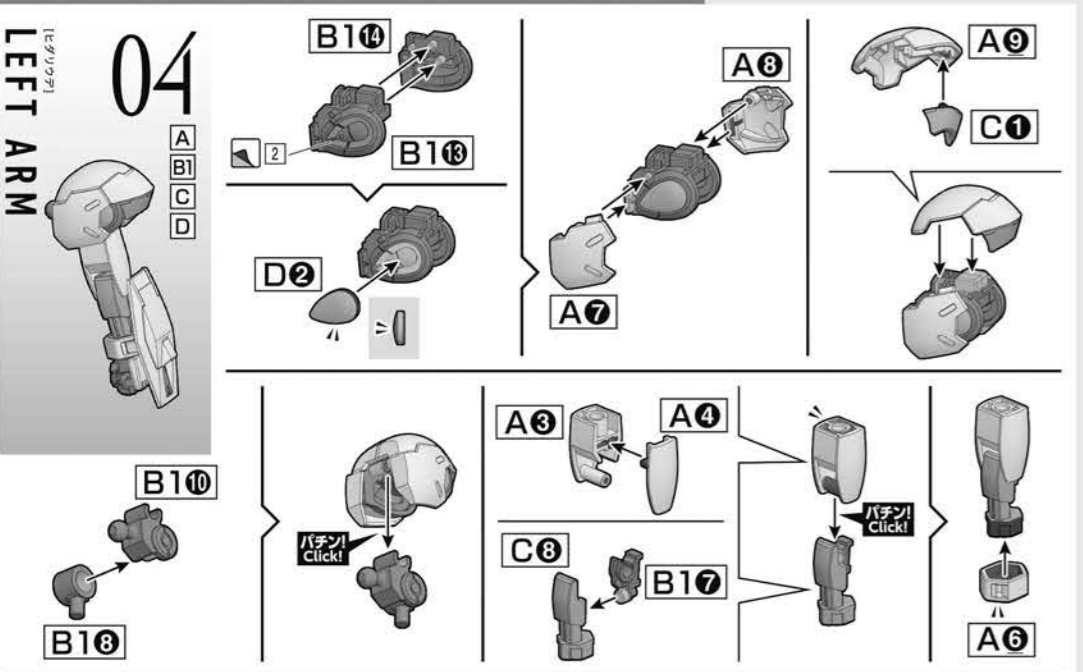 04
LEFT ARM
[ヒダリウデ]
A
B1
C
D
B1⓮
2
B1⓭
D❷
A❽
A❼
A❾
C❶
B1❿
B1❽
パチン!
Click!
A❸
A❹
C❽
B1❼
パチン!
Click!
A❻